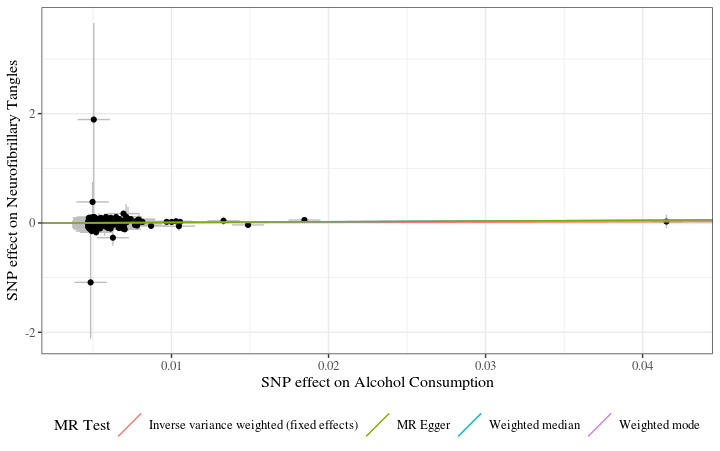 SNP effect on Neurofibrillary Tangles
2
0
-2
0.01
0.02
0.03
0.04
SNP effect on Alcohol Consumption
MR Test
Inverse variance weighted (fixed effects)
MR Egger
Weighted median
Weighted mode